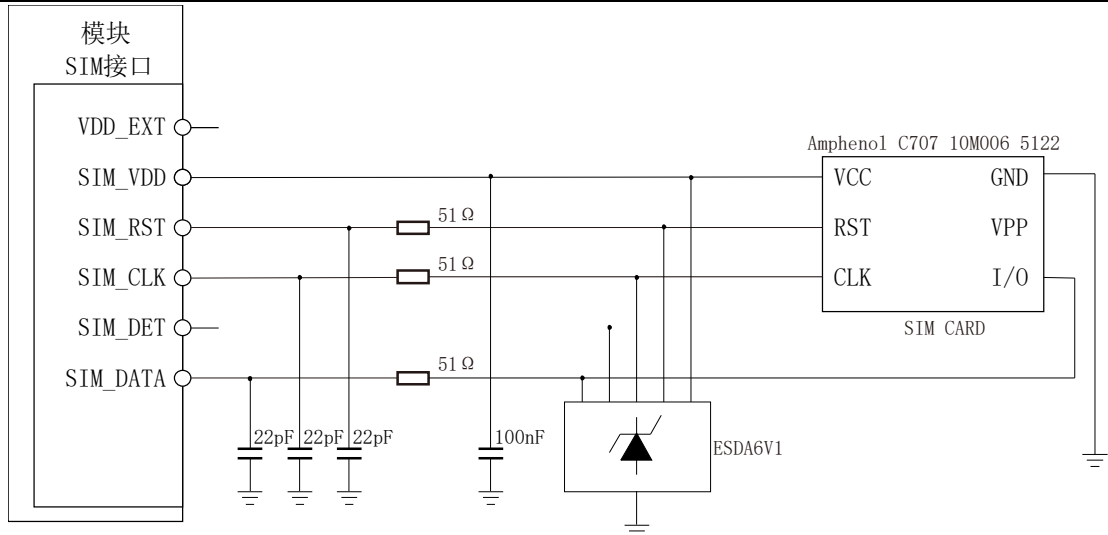 模块
SIM接口
VDD_EXT
SIM_VDD
SIM_RST
SIM_CLK
SIM_DET
SIM_DATA
51Ω
51Ω
51Ω
22pF
22pF
22pF
100nF
ESDA6V1
Amphenol C707 10M006 5122
VCC
GND
RST
VPP
CLK
I/O
SIM CARD